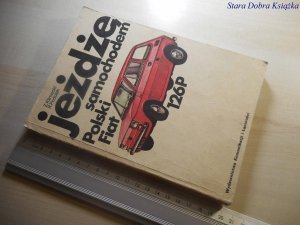 Stara Dobra Książka
jeżdżę
samochodem
Polski
Fiat
126P
Wydawnictwa Komunikacji i Łączności